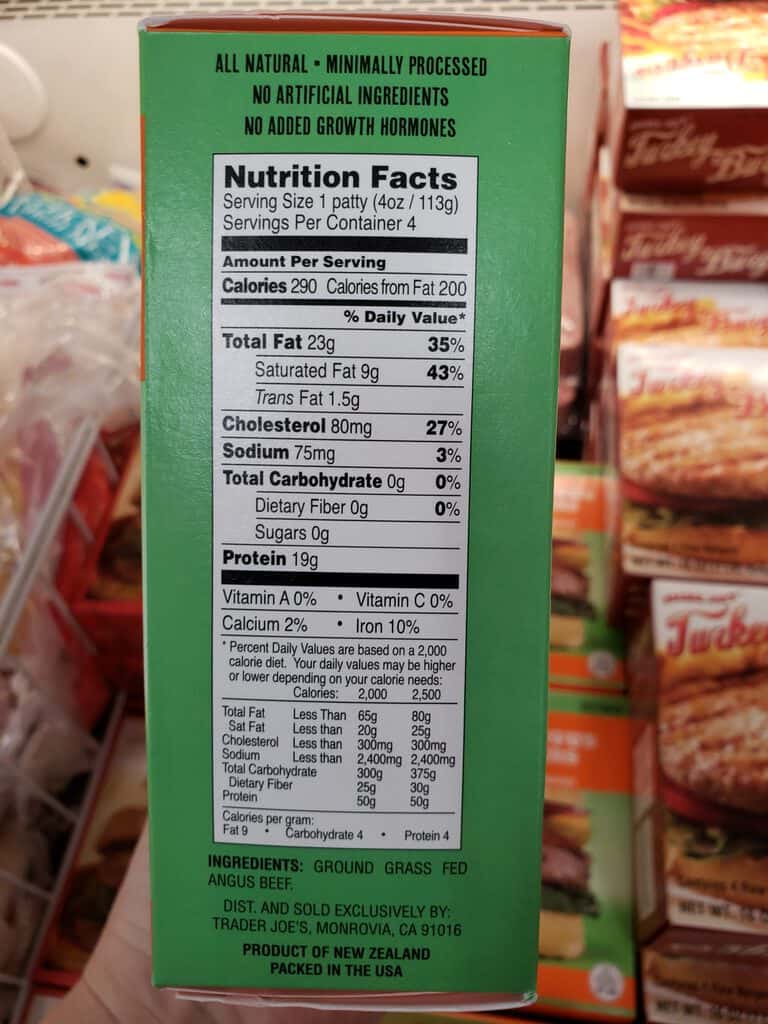 ALL NATURAL • MINIMALLY PROCESSED
NO ARTIFICIAL INGREDIENTS
NO ADDED GROWTH HORMONES
Nutrition Facts
Serving Size 1 patty (4oz / 113g)
Servings Per Container 4
Amount Per Serving
Calories 290 Calories from Fat 200
% Daily Value*
Total Fat 23g 35%
Saturated Fat 9g 43%
Trans Fat 1.5g
Cholesterol 80mg 27%
Sodium 75mg 3%
Total Carbohydrate 0g 0%
Dietary Fiber 0g 0%
Sugars 0g
Protein 19g
Vitamin A 0% • Vitamin C 0%
Calcium 2% • Iron 10%
* Percent Daily Values are based on a 2,000
calorie diet. Your daily values may be higher
or lower depending on your calorie needs:
Calories: 2,000 2,500
Total Fat Less Than 65g 80g
Sat Fat Less than 20g 25g
Cholesterol Less than 300mg 300mg
Sodium Less than 2,400mg 2,400mg
Total Carbohydrate 300g 375g
Dietary Fiber 25g 30g
Protein 50g 50g
Calories per gram:
Fat 9 • Carbohydrate 4 • Protein 4
INGREDIENTS: GROUND GRASS FED
ANGUS BEEF.
DIST. AND SOLD EXCLUSIVELY BY:
TRADER JOE'S, MONROVIA, CA 91016
PRODUCT OF NEW ZEALAND
PACKED IN THE USA
Turkey
Turkey